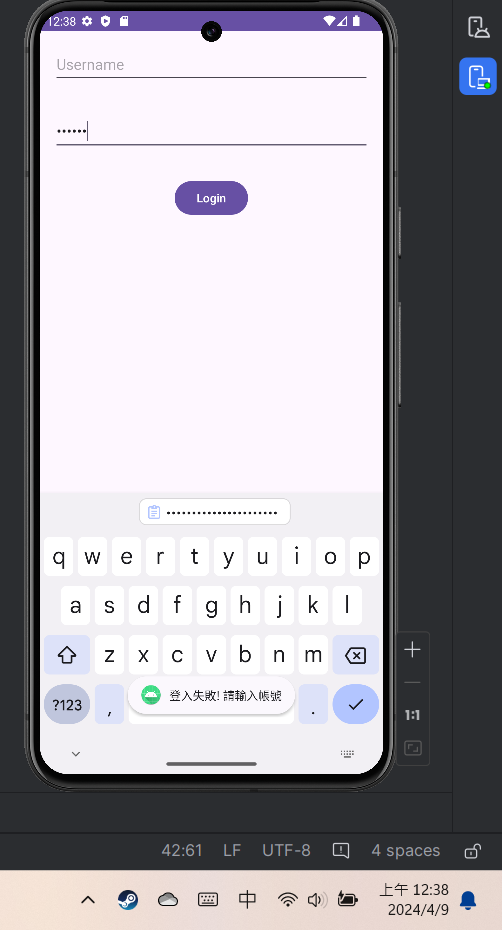 12:38
Username
••••••
Login
••••••••••••••••••••••
q w e r t y u i o p
a s d f g h j k l
z x c v b n m
?123 , .
登入失敗! 請輸入帳號
1:1
42:61 LF UTF-8 4 spaces
中
上午 12:38
2024/4/9